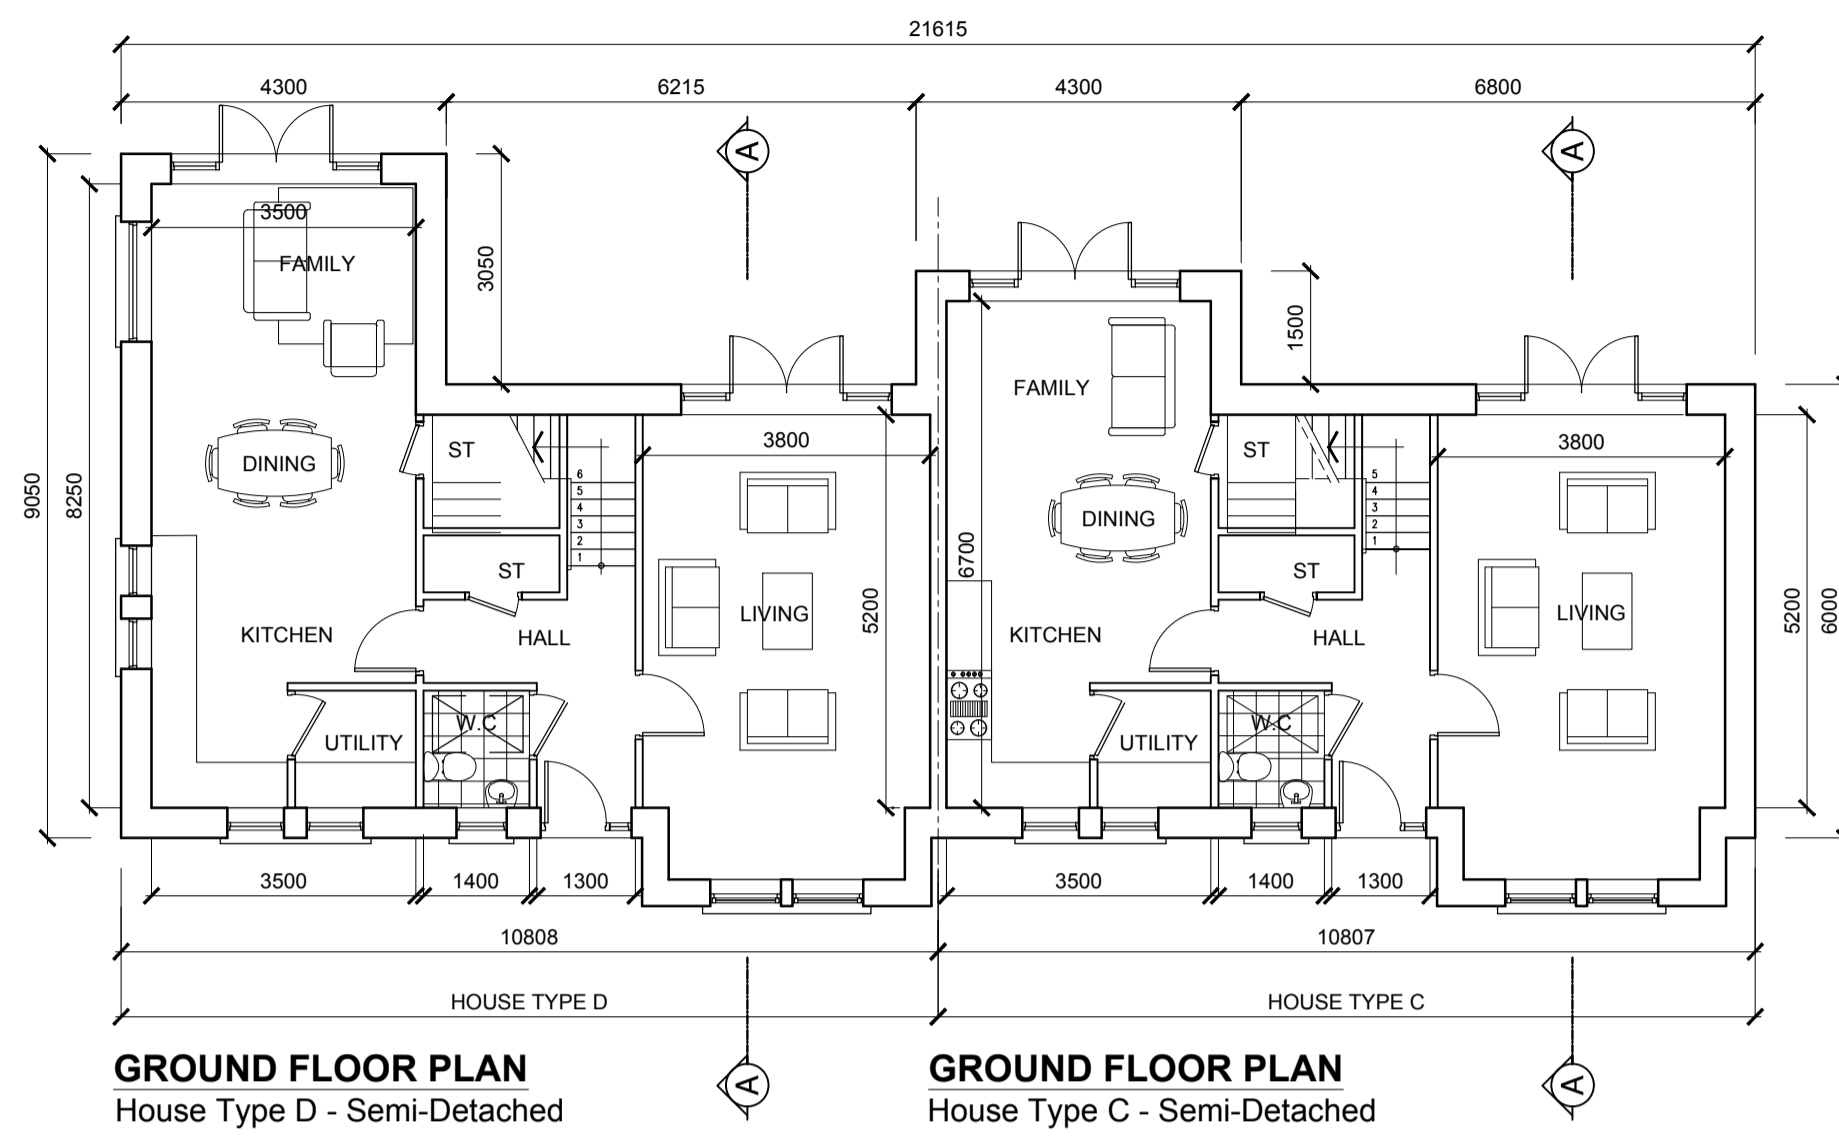 21615
4300 6215 4300 6800
A A
3500
FAMILY
3050
1500
FAMILY
9050
8250
DINING
ST
6
5
4
3
2
1
3800
ST
HALL
KITCHEN
LIVING
5200
UTILITY
W.C
6700
DINING
ST
5
4
3
2
1
3800
ST
HALL
KITCHEN
LIVING
5200
6000
UTILITY
W.C
3500 1400 1300 3500 1400 1300
10808 10807
HOUSE TYPE D HOUSE TYPE C
A A
GROUND FLOOR PLAN
House Type D - Semi-Detached
GROUND FLOOR PLAN
House Type C - Semi-Detached